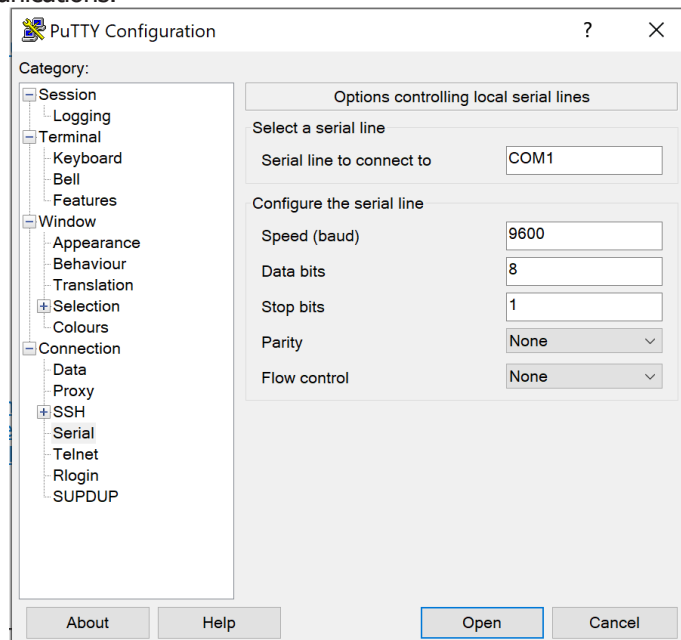 PuTTY Configuration
?
Category:
Session
Logging
Terminal
Keyboard
Bell
Features
Window
Appearance
Behaviour
Translation
Selection
Colours
Connection
Data
Proxy
SSH
Serial
Telnet
Rlogin
SUPDUP
Options controlling local serial lines
Select a serial line
Serial line to connect to COM1
Configure the serial line
Speed (baud) 9600
Data bits 8
Stop bits 1
Parity None
Flow control None
About Help Open Cancel